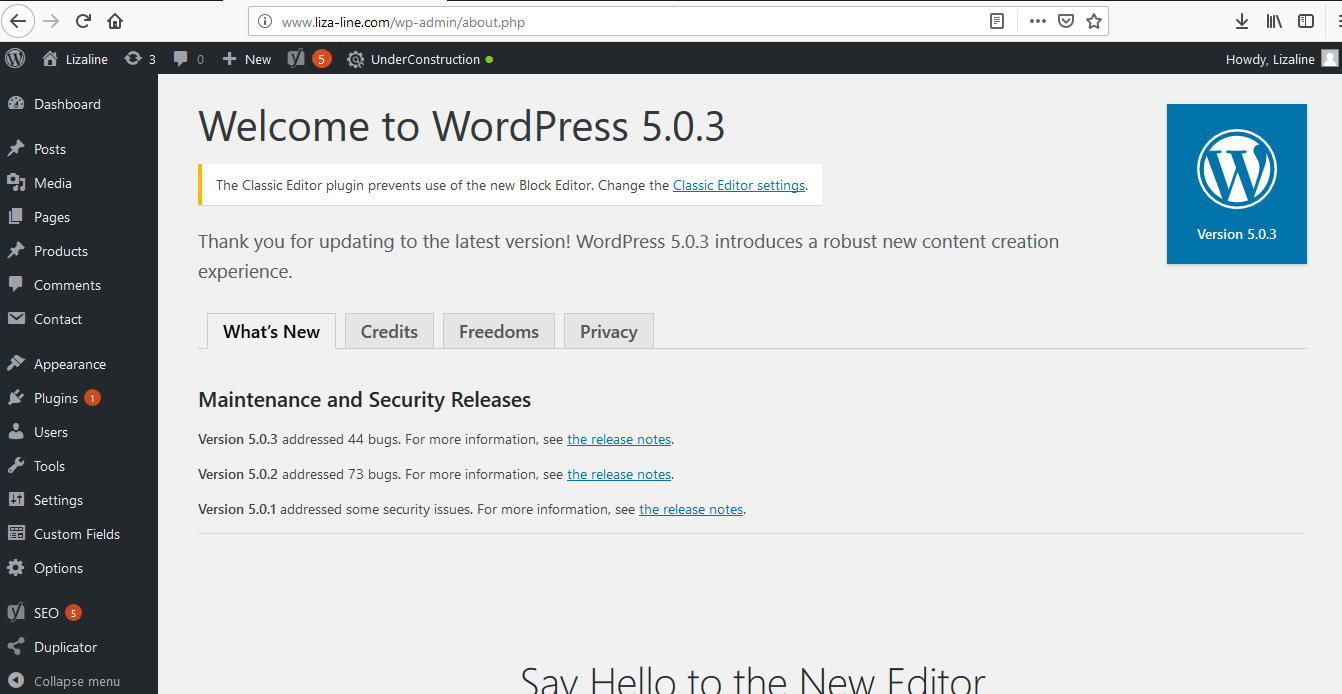 www.liza-line.com/wp-admin/about.php
Lizaline
3
0
New
5
UnderConstruction
Howdy, Lizaline
Dashboard
Posts
Media
Pages
Products
Comments
Contact
Appearance
Plugins 1
Users
Tools
Settings
Custom Fields
Options
SEO 5
Duplicator
Collapse menu
Welcome to WordPress 5.0.3
The Classic Editor plugin prevents use of the new Block Editor. Change the Classic Editor settings.
Thank you for updating to the latest version! WordPress 5.0.3 introduces a robust new content creation
experience.
Version 5.0.3
What's New
Credits
Freedoms
Privacy
Maintenance and Security Releases
Version 5.0.3 addressed 44 bugs. For more information, see the release notes.
Version 5.0.2 addressed 73 bugs. For more information, see the release notes.
Version 5.0.1 addressed some security issues. For more information, see the release notes.
Say Hello to the New Editor